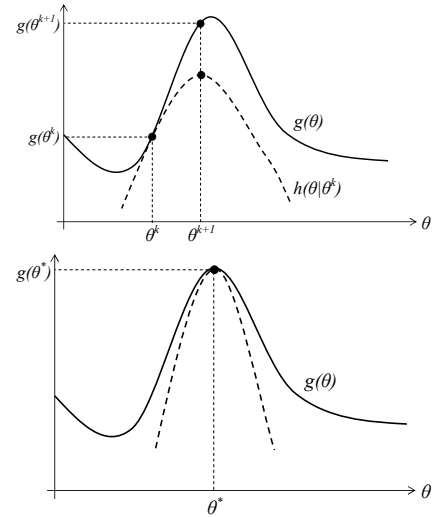 g(θ^{k+1})
g(θ)
g(θ^k)
h(θ|θ^k)
θ^k θ^{k+1} θ
g(θ^*)
g(θ)
θ^* θ